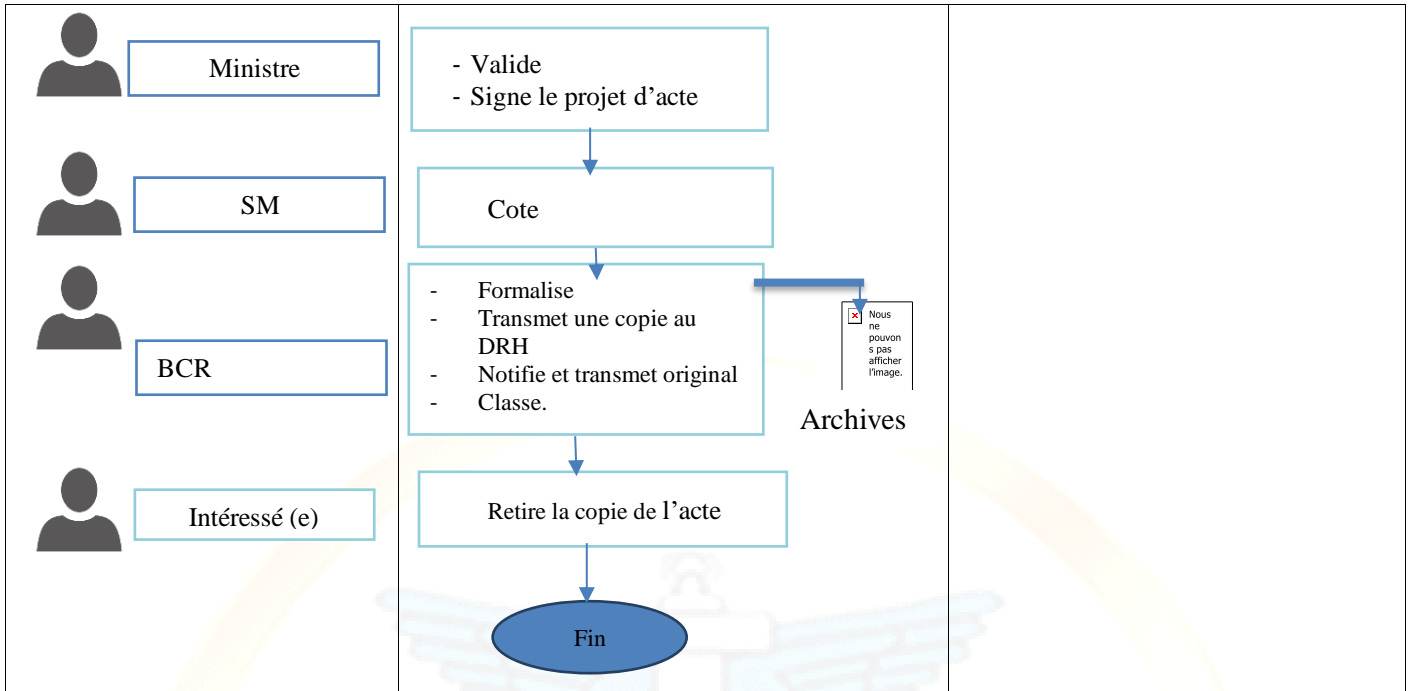 Ministre
- Valide
- Signe le projet d’acte
SM
Cote
BCR
- Formalise
- Transmet une copie au
DRH
- Notifie et transmet original
- Classe.
Nous
ne
pouvon
s pas
afficher
l’image.
Archives
Intéressé (e)
Retire la copie de l’acte
Fin